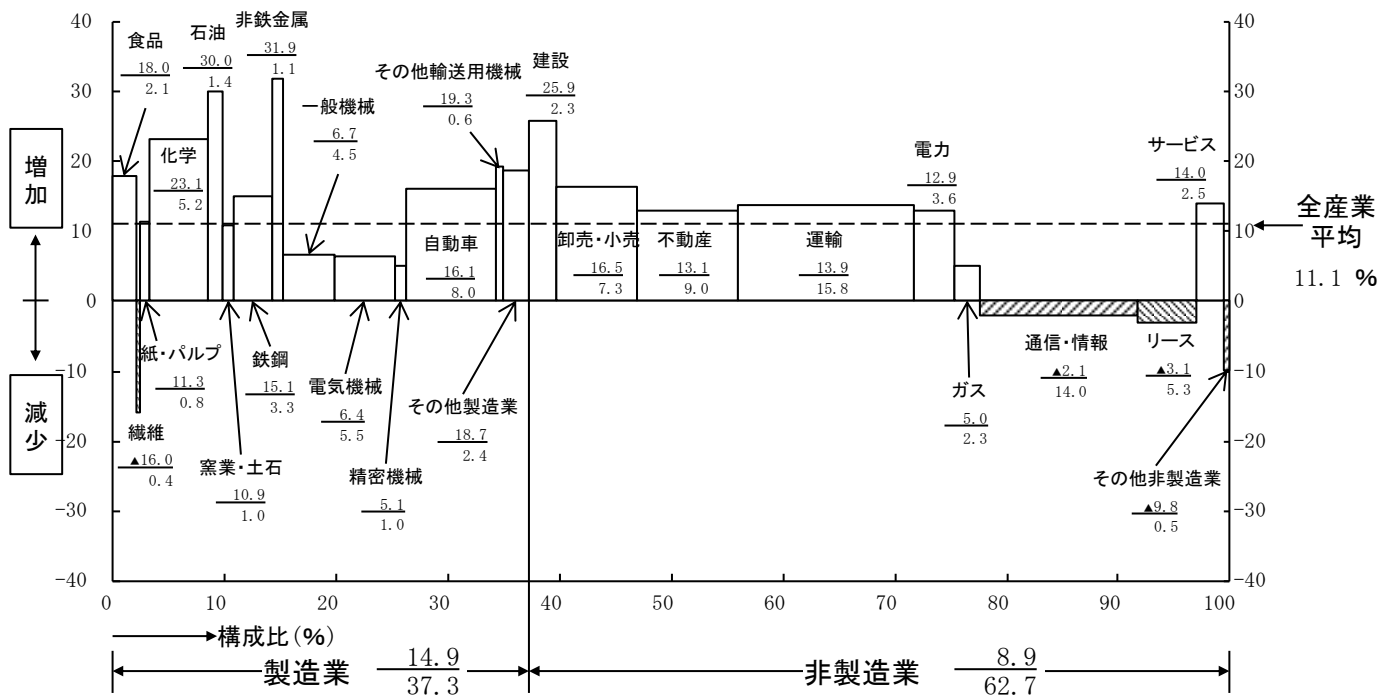 40
30
20
10
0
−10
−20
−30
−40
増加
減少
食品
18.0
2.1
石油
30.0
1.4
非鉄金属
31.9
1.1
一般機械
6.7
4.5
その他輸送用機械
19.3
0.6
建設
25.9
2.3
化学
23.1
5.2
自動車
16.1
8.0
卸売・小売
16.5
7.3
不動産
13.1
9.0
運輸
13.9
15.8
電力
12.9
3.6
サービス
14.0
2.5
40
30
20
10
0
−10
−20
−30
−40
全産業
平均
11.1 %
繊維
▲16.0
0.4
紙・パルプ
11.3
0.8
窯業・土石
10.9
1.0
鉄鋼
15.1
3.3
電気機械
6.4
5.5
精密機械
5.1
1.0
その他製造業
18.7
2.4
ガス
5.0
2.3
通信・情報
▲2.1
14.0
リース
▲3.1
5.3
その他非製造業
▲9.8
0.5
0 10 20 30 40 50 60 70 80 90 100
構成比(%)
製造業
14.9
37.3
非製造業
8.9
62.7